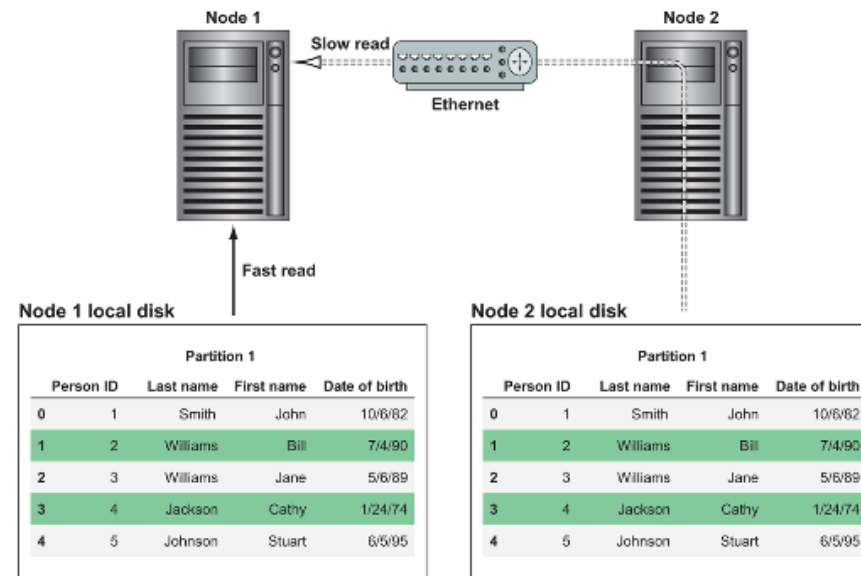 Node 1
Node 2
Slow read
Ethernet
Fast read
Node 1 local disk
Partition 1
Person ID Last name First name Date of birth
0 1 Smith John 10/6/82
1 2 Williams Bill 7/4/90
2 3 Williams Jane 5/6/89
3 4 Jackson Cathy 1/24/74
4 5 Johnson Stuart 6/5/95
Node 2 local disk
Partition 1
Person ID Last name First name Date of birth
0 1 Smith John 10/6/82
1 2 Williams Bill 7/4/90
2 3 Williams Jane 5/6/89
3 4 Jackson Cathy 1/24/74
4 5 Johnson Stuart 6/5/95